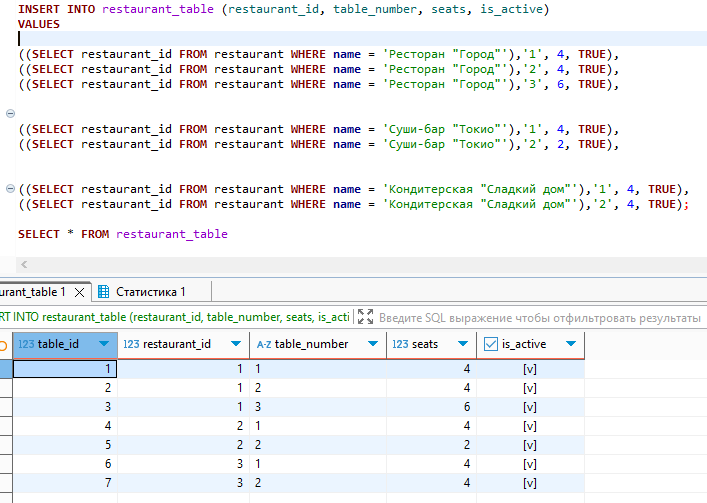 INSERT INTO restaurant_table (restaurant_id, table_number, seats, is_active)
VALUES
((SELECT restaurant_id FROM restaurant WHERE name = 'Ресторан "Город"'),'1', 4, TRUE),
((SELECT restaurant_id FROM restaurant WHERE name = 'Ресторан "Город"'),'2', 4, TRUE),
((SELECT restaurant_id FROM restaurant WHERE name = 'Ресторан "Город"'),'3', 6, TRUE),
((SELECT restaurant_id FROM restaurant WHERE name = 'Суши-бар "Токио"'),'1', 4, TRUE),
((SELECT restaurant_id FROM restaurant WHERE name = 'Суши-бар "Токио"'),'2', 2, TRUE),
((SELECT restaurant_id FROM restaurant WHERE name = 'Кондитерская "Сладкий дом"'),'1', 4, TRUE),
((SELECT restaurant_id FROM restaurant WHERE name = 'Кондитерская "Сладкий дом"'),'2', 4, TRUE);
SELECT * FROM restaurant_table
urant_table 1 Статистика 1
RT INTO restaurant_table (restaurant_id, table_number, seats, is_acti Введите SQL выражение чтобы отфильтровать результаты
123 table_id 123 restaurant_id A-Z table_number 123 seats is_active
1 1 1 4 [v]
2 1 2 4 [v]
3 1 3 6 [v]
4 2 1 4 [v]
5 2 2 2 [v]
6 3 1 4 [v]
7 3 2 4 [v]